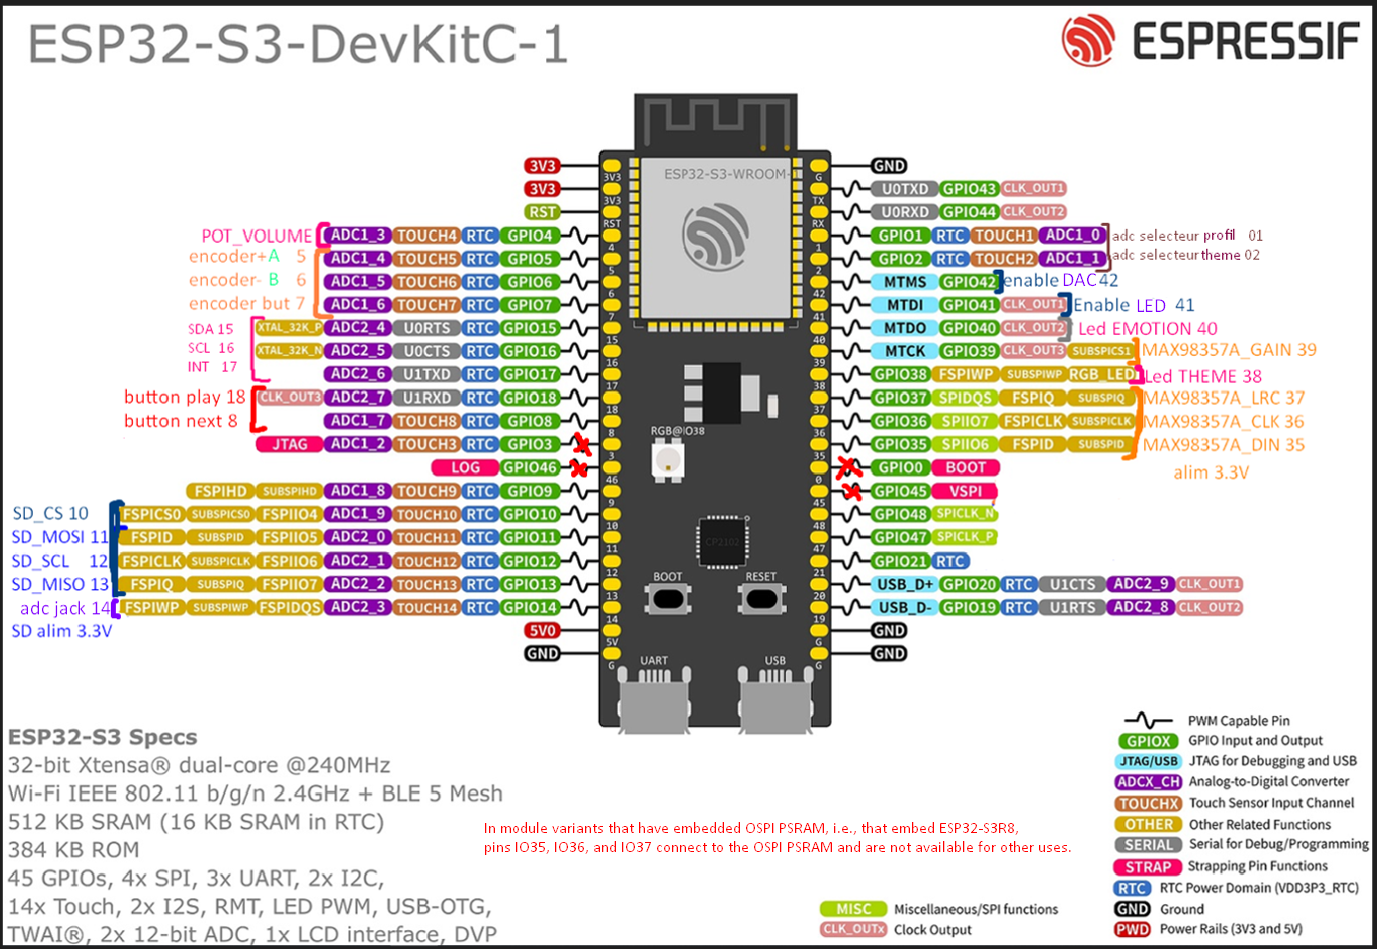 ESP32-S3-DevKitC-1
ESPRESSIF
ESP32-S3-WROOM-1
3V3 3V3 GND
3V3 3V3 G U0TXD GPIO43 CLK_OUT1
RST RST TX U0RXD GPIO44 CLK_OUT2
POT_VOLUME ADC1_3 TOUCH4 RTC GPIO4 4 RX GPIO1 RTC TOUCH1 ADC1_0 adc selecteur profil 01
encoder+A 5 ADC1_4 TOUCH5 RTC GPIO5 5 1 GPIO2 RTC TOUCH2 ADC1_1 adc selecteur theme 02
encoder- B 6 ADC1_5 TOUCH6 RTC GPIO6 6 2 MTMS GPIO42 enable DAC 42
encoder but 7 ADC1_6 TOUCH7 RTC GPIO7 7 42 MTDI GPIO41 CLK_OUT1 Enable LED 41
SDA 15 XTAL_32K_P ADC2_4 U0RTS RTC GPIO15 15 41 MTDO GPIO40 CLK_OUT2 Led EMOTION 40
SCL 16 XTAL_32K_N ADC2_5 U0CTS RTC GPIO16 16 40 MTCK GPIO39 CLK_OUT3 SUBSPICS1 MAX98357A_GAIN 39
INT 17 ADC2_6 U1TXD RTC GPIO17 17 39 GPIO38 FSPIWP SUBSPIWP RGB_LED Led THEME 38
button play 18 CLK_OUT3 ADC2_7 U1RXD RTC GPIO18 18 38 GPIO37 SPIDQS FSPIQ SUBSPIQ MAX98357A_LRC 37
button next 8 ADC1_7 TOUCH8 RTC GPIO8 8 37 GPIO36 SPIIO7 FSPICLK SUBSPICLK MAX98357A_CLK 36
RGB@IO38
JTAG ADC1_2 TOUCH3 RTC GPIO3 3 36 GPIO35 SPIIO6 FSPID SUBSPID MAX98357A_DIN 35
LOG GPIO46 46 35 GPIO0 BOOT alim 3.3V
FSPIHD SUBSPIHD ADC1_8 TOUCH9 RTC GPIO9 0 GPIO45 VSPI
SD_CS 10 FSPICS0 SUBSPICS0 FSPIIO4 ADC1_9 TOUCH10 RTC GPIO10 10 45 GPIO48 SPICLK_N
SD_MOSI 11 FSPID SUBSPID FSPIIO5 ADC2_0 TOUCH11 RTC GPIO11 11 48 GPIO47 SPICLK_P
CP2102
SD_SCL 12 FSPICLK SUBSPICLK FSPIIO6 ADC2_1 TOUCH12 RTC GPIO12 12 47 GPIO21 RTC
BOOT RESET
SD_MISO 13 FSPIQ SUBSPIQ FSPIIO7 ADC2_2 TOUCH13 RTC GPIO13 13 21 USB_D+ GPIO20 RTC U1CTS ADC2_9 CLK_OUT1
adc jack 14 FSPIWP SUBSPIWP FSPIDQS ADC2_3 TOUCH14 RTC GPIO14 14 20 USB_D- GPIO19 RTC U1RTS ADC2_8 CLK_OUT2
SD alim 3.3V 5V0 5V 19 GND
GND G G GND
UART USB
ESP32-S3 Specs
32-bit Xtensa® dual-core @240MHz
Wi-Fi IEEE 802.11 b/g/n 2.4GHz + BLE 5 Mesh
512 KB SRAM (16 KB SRAM in RTC)
384 KB ROM
45 GPIOs, 4x SPI, 3x UART, 2x I2C,
14x Touch, 2x I2S, RMT, LED PWM, USB-OTG,
TWAI®, 2x 12-bit ADC, 1x LCD interface, DVP
In module variants that have embedded OSPI PSRAM, i.e., that embed ESP32-S3R8,
pins IO35, IO36, and IO37 connect to the OSPI PSRAM and are not available for other uses.
MISC Miscellaneous/SPI functions
CLK_OUTx Clock Output
PWM Capable Pin
GPIOX GPIO Input and Output
JTAG/USB JTAG for Debugging and USB
ADCX_CH Analog-to-Digital Converter
TOUCHX Touch Sensor Input Channel
OTHER Other Related Functions
SERIAL Serial for Debug/Programming
STRAP Strapping Pin Functions
RTC RTC Power Domain (VDD3P3_RTC)
GND Ground
PWD Power Rails (3V3 and 5V)